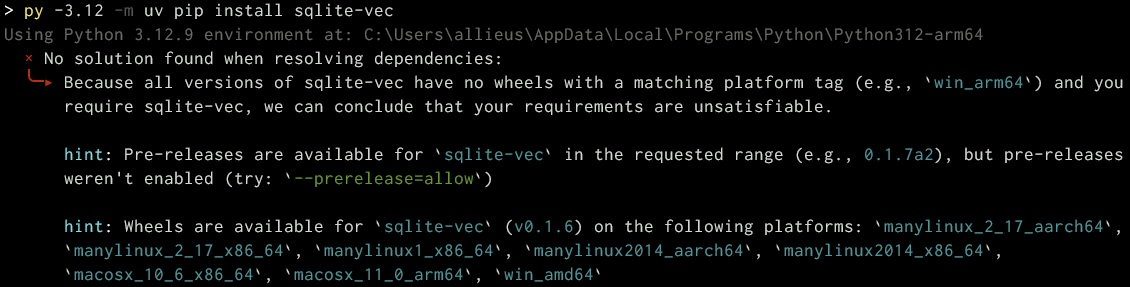 > py -3.12 -m uv pip install sqlite-vec
Using Python 3.12.9 environment at: C:\Users\allieus\AppData\Local\Programs\Python\Python312-arm64
× No solution found when resolving dependencies:
╰─▶ Because all versions of sqlite-vec have no wheels with a matching platform tag (e.g., `win_arm64`) and you
require sqlite-vec, we can conclude that your requirements are unsatisfiable.
hint: Pre-releases are available for `sqlite-vec` in the requested range (e.g., 0.1.7a2), but pre-releases
weren't enabled (try: `--prerelease=allow`)
hint: Wheels are available for `sqlite-vec` (v0.1.6) on the following platforms: `manylinux_2_17_aarch64`,
`manylinux_2_17_x86_64`, `manylinux1_x86_64`, `manylinux2014_aarch64`, `manylinux2014_x86_64`,
`macosx_10_6_x86_64`, `macosx_11_0_arm64`, `win_amd64`